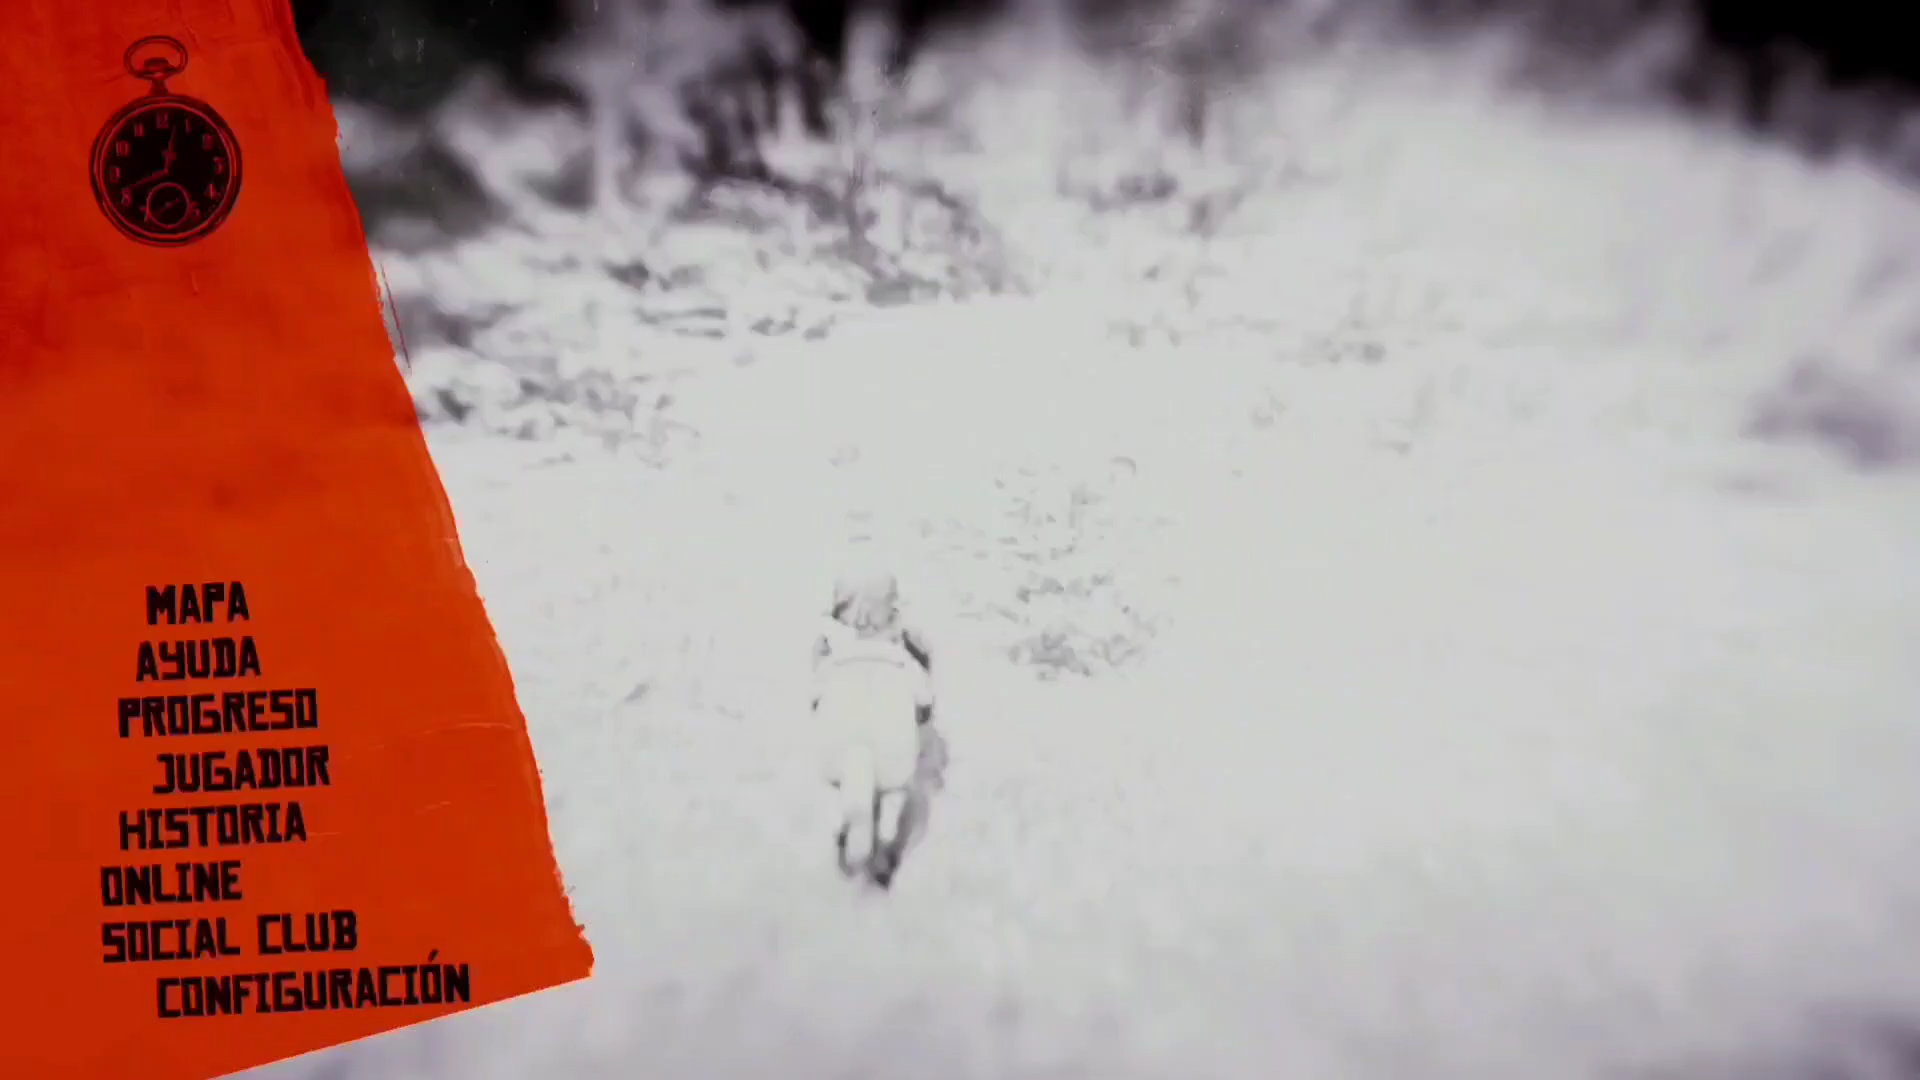 MAPA
AYUDA
PROGRESO
JUGADOR
HISTORIA
ONLINE
SOCIAL CLUB
CONFIGURACIÓN